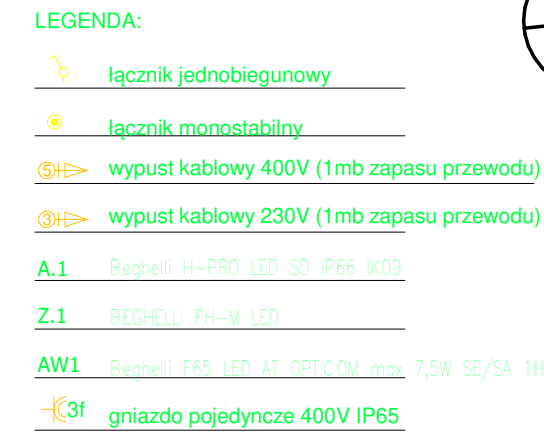 LEGENDA:
łącznik jednobiegunowy
łącznik monostabilny
5 wypust kablowy 400V (1mb zapasu przewodu)
3 wypust kablowy 230V (1mb zapasu przewodu)
A.1 Beghelli H-PRO LED SD IP66 IK09
Z.1 BEGHELLI FH-M LED
AW1 Beghelli F65 LED AT OPTICOM max 7,5W SE/SA 1H
3f gniazdo pojedyncze 400V IP65